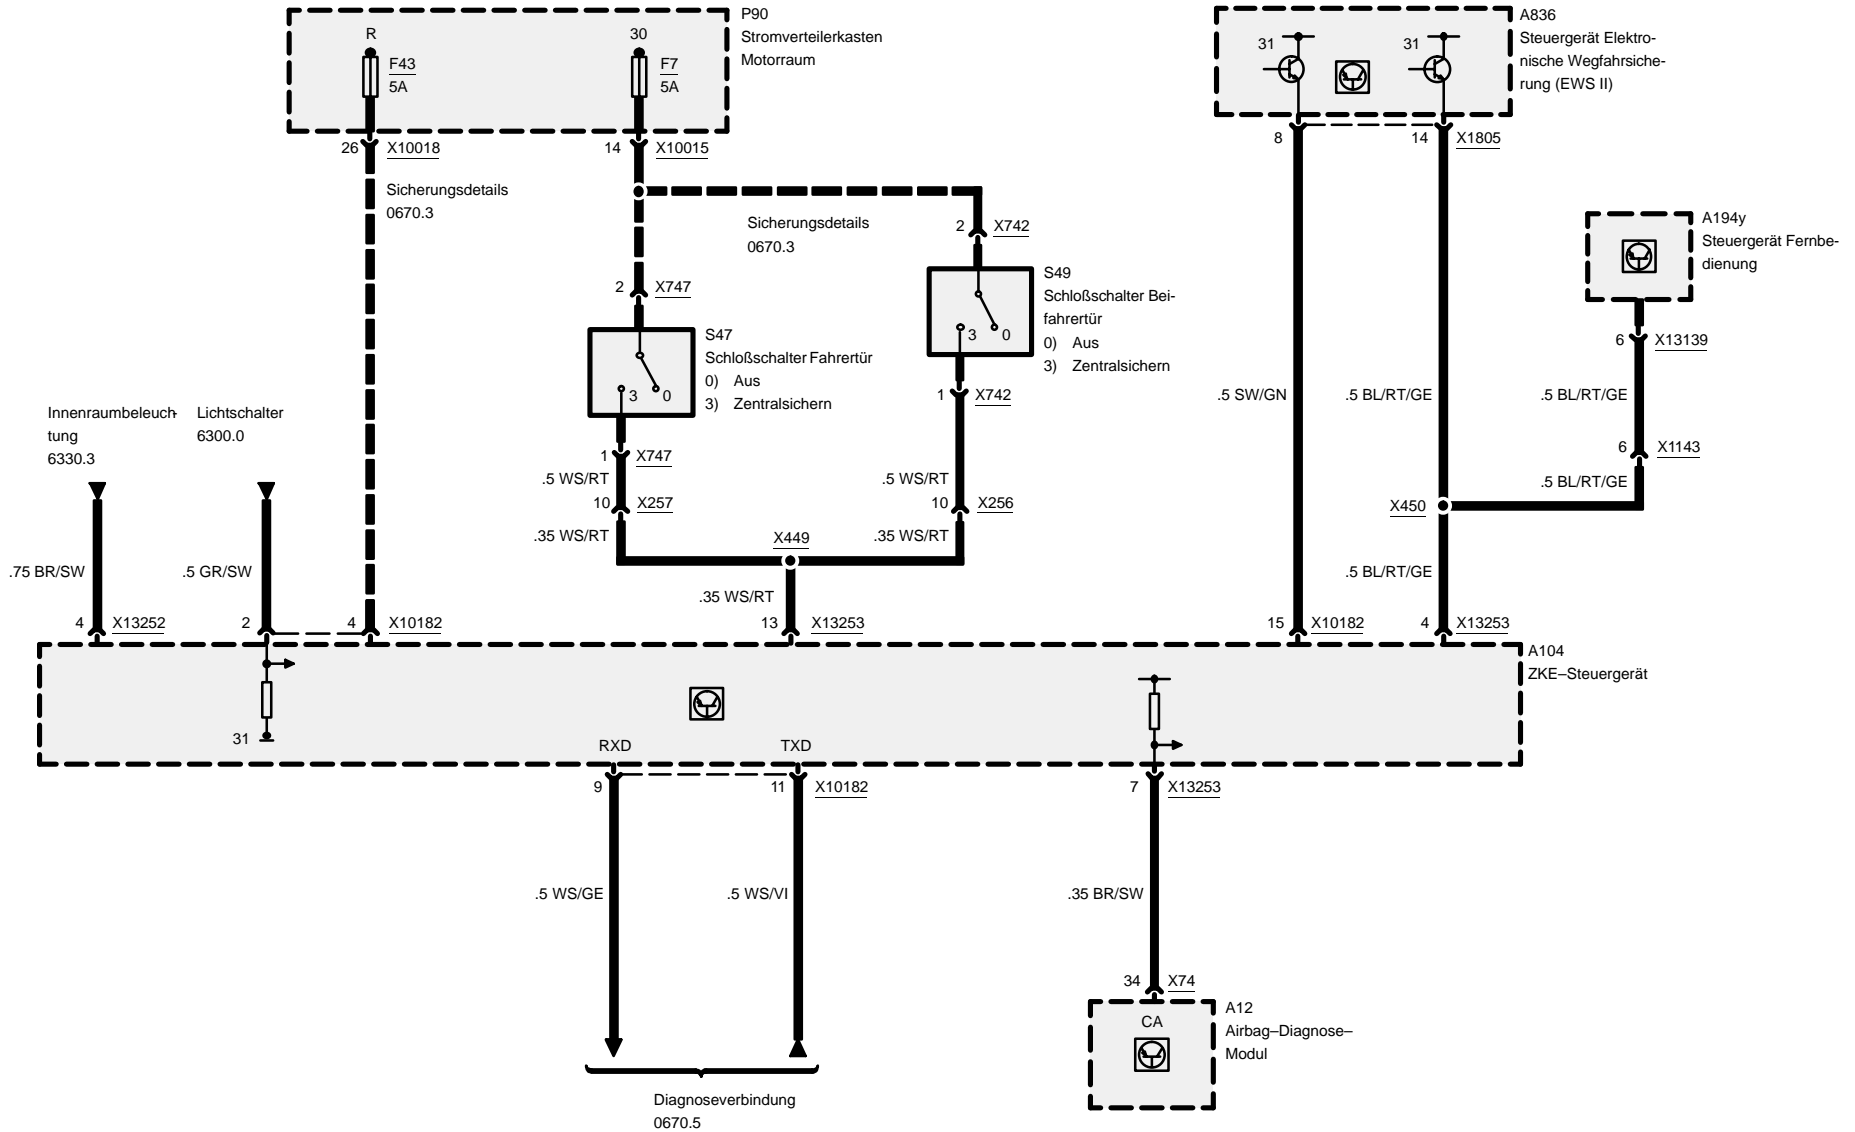 P90
Stromverteilerkasten
Motorraum
R
F43
5A
30
F7
5A
26 X10018
14 X10015
Sicherungsdetails
0670.3
Sicherungsdetails
0670.3
A836
Steuergerät Elektro-
nische Wegfahrsiche-
rung (EWS II)
31
31
8
14 X1805
A194y
Steuergerät Fernbe-
dienung
6 X13139
2 X742
S49
Schloßschalter Bei-
fahrertür
0) Aus
3) Zentralsichern
3 0
2 X747
S47
Schloßschalter Fahrertür
0) Aus
3) Zentralsichern
3 0
1 X742
.5 SW/GN
.5 BL/RT/GE
.5 BL/RT/GE
Innenraumbeleuch-
tung
6330.3
Lichtschalter
6300.0
1 X747
6 X1143
.5 WS/RT
.5 WS/RT
.5 BL/RT/GE
10 X257
10 X256
X450
.35 WS/RT
X449
.35 WS/RT
.75 BR/SW
.5 GR/SW
.5 BL/RT/GE
.35 WS/RT
4 X13252
2
4 X10182
13 X13253
15 X10182
4 X13253
A104
ZKE–Steuergerät
31
RXD
TXD
9
11 X10182
7 X13253
.5 WS/GE
.5 WS/VI
.35 BR/SW
34 X74
A12
Airbag–Diagnose–
Modul
CA
Diagnoseverbindung
0670.5